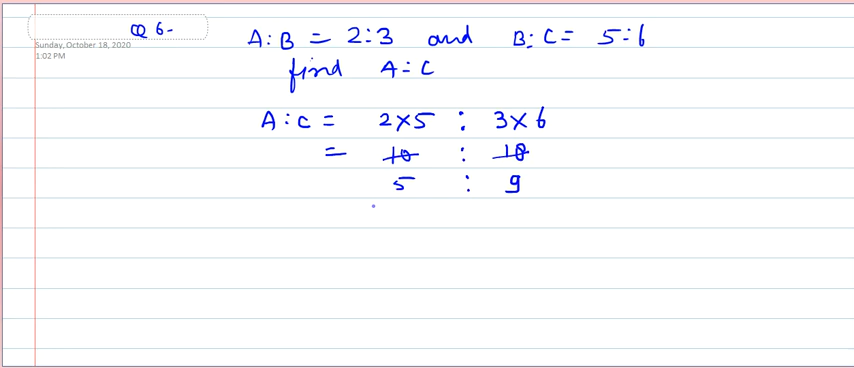 Q 6-
Sunday, October 18, 2020
1:02 PM
A:B = 2:3 and B:C = 5:6
find A:C
A:C = 2×5 : 3×6
= 10 : 18
5 : 9